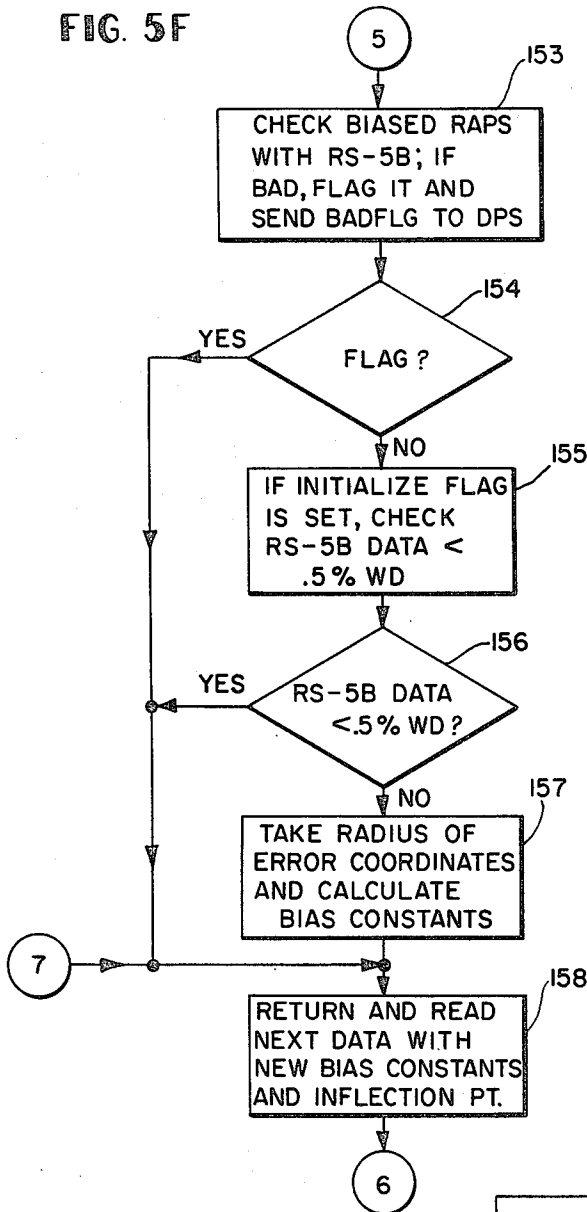 FIG. 5F
5
153
CHECK BIASED RAPS
WITH RS-5B; IF
BAD, FLAG IT AND
SEND BADFLG TO DPS
154
YES
FLAG ?
NO
155
IF INITIALIZE FLAG
IS SET, CHECK
RS-5B DATA <
.5% WD
156
YES
RS-5B DATA
<.5% WD?
NO
157
TAKE RADIUS OF
ERROR COORDINATES
AND CALCULATE
BIAS CONSTANTS
7
158
RETURN AND READ
NEXT DATA WITH
NEW BIAS CONSTANTS
AND INFLECTION PT.
6